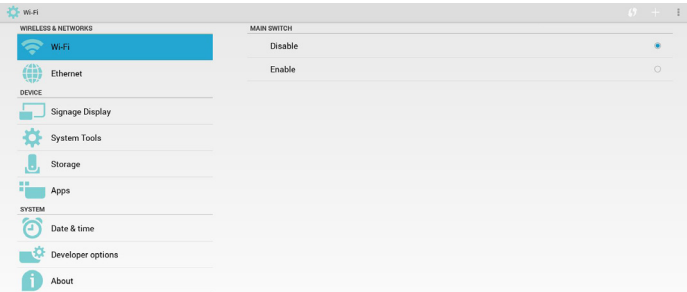 Wi-Fi
WIRELESS & NETWORKS
Wi-Fi
Ethernet
DEVICE
Signage Display
System Tools
Storage
Apps
SYSTEM
Date & time
Developer options
About
MAIN SWITCH
Disable
Enable